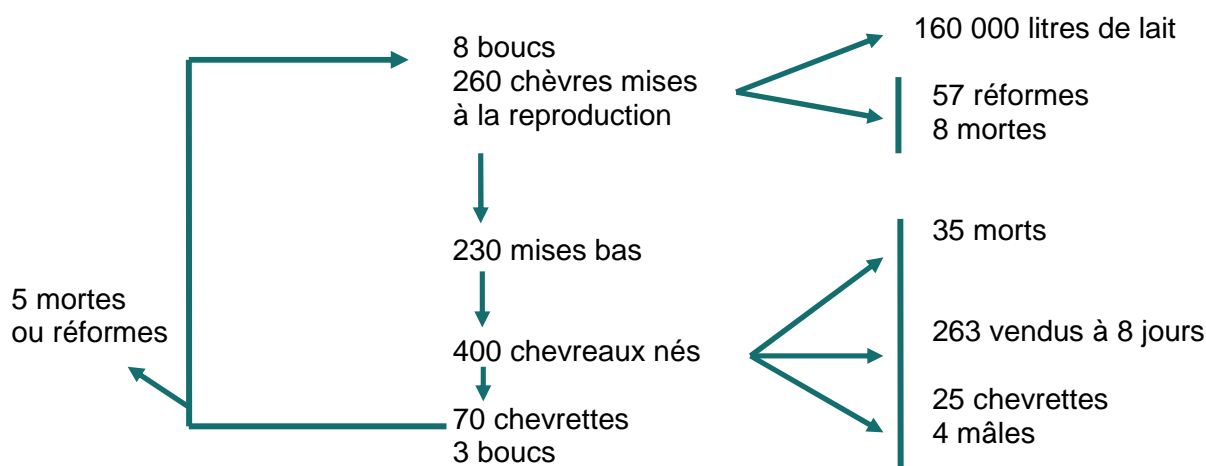 8 boucs
260 chèvres mises
à la reproduction
160 000 litres de lait
57 réformes
8 mortes
230 mises bas
35 morts
5 mortes
ou réformes
400 chevreaux nés
263 vendus à 8 jours
70 chevrettes
3 boucs
25 chevrettes
4 mâles